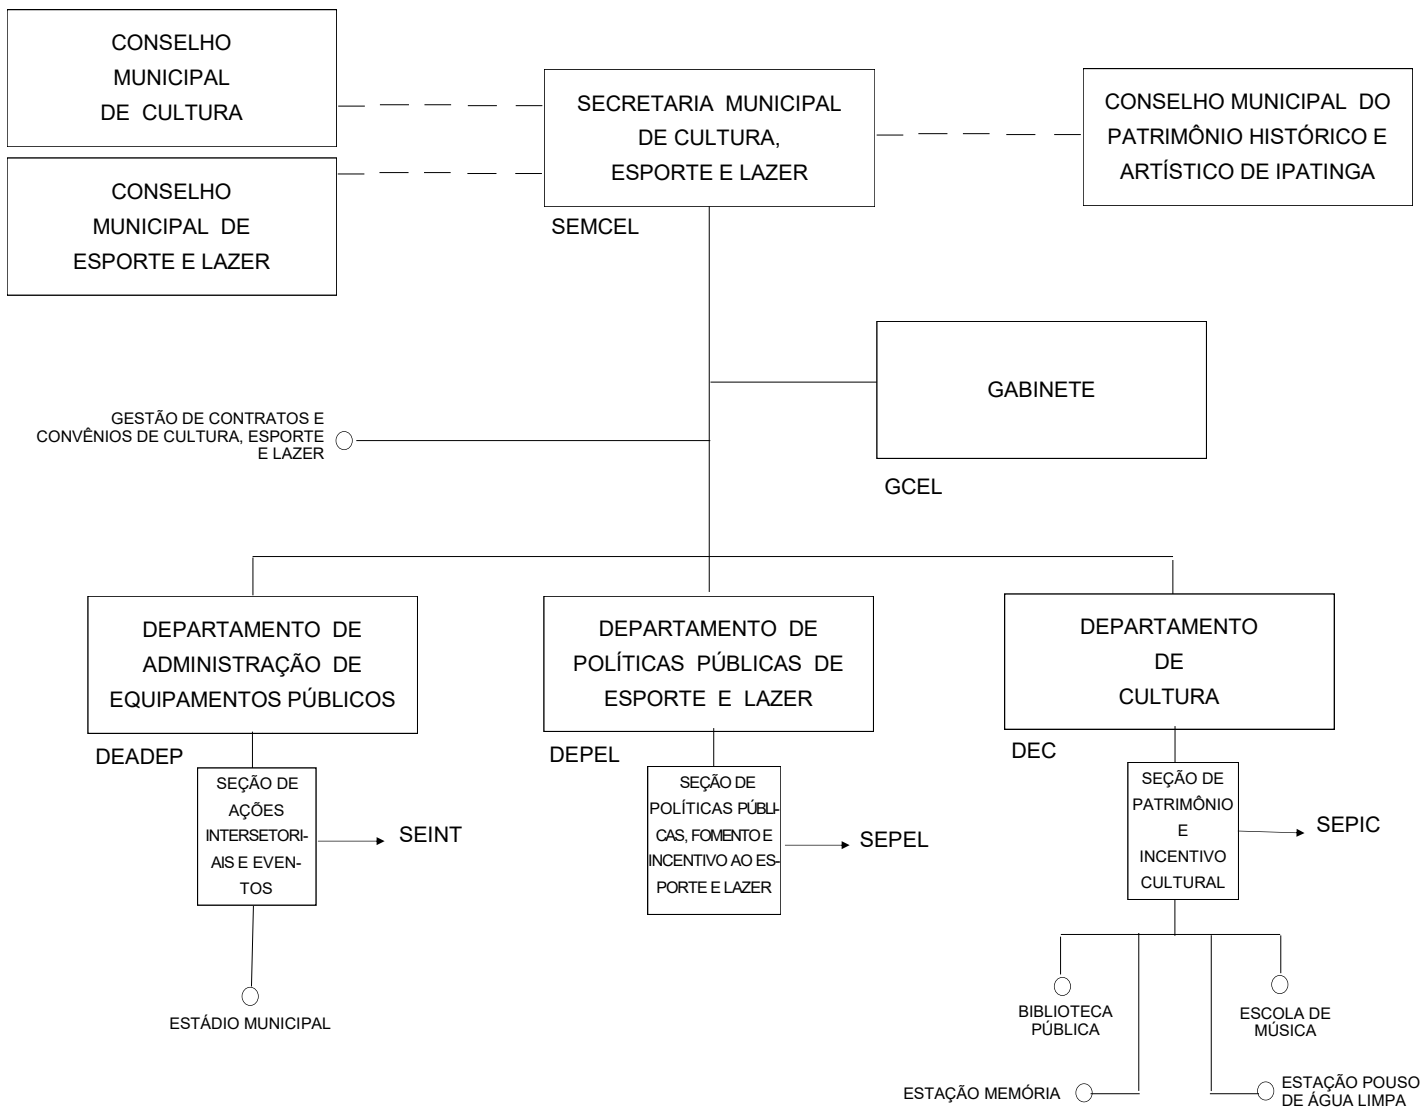 CONSELHO
MUNICIPAL
DE CULTURA
SECRETARIA MUNICIPAL
DE CULTURA,
ESPORTE E LAZER
SEMCEL
CONSELHO MUNICIPAL DO
PATRIMÔNIO HISTÓRICO E
ARTÍSTICO DE IPATINGA
CONSELHO
MUNICIPAL DE
ESPORTE E LAZER
GABINETE
GCEL
GESTÃO DE CONTRATOS E
CONVÊNIOS DE CULTURA, ESPORTE
E LAZER
DEPARTAMENTO DE
ADMINISTRAÇÃO DE
EQUIPAMENTOS PÚBLICOS
DEADEP
DEPARTAMENTO DE
POLÍTICAS PÚBLICAS DE
ESPORTE E LAZER
DEPEL
DEPARTAMENTO
DE
CULTURA
DEC
SEÇÃO DE
AÇÕES
INTERSETORI-
AIS E EVEN-
TOS
SEINT
SEÇÃO DE
POLÍTICAS PÚBLI-
CAS, FOMENTO E
INCENTIVO AO ES-
PORTE E LAZER
SEPEL
SEÇÃO DE
PATRIMÔNIO
E
INCENTIVO
CULTURAL
SEPIC
ESTÁDIO MUNICIPAL
BIBLIOTECA
PÚBLICA
ESCOLA DE
MÚSICA
ESTAÇÃO MEMÓRIA
ESTAÇÃO POUSO
DE ÁGUA LIMPA